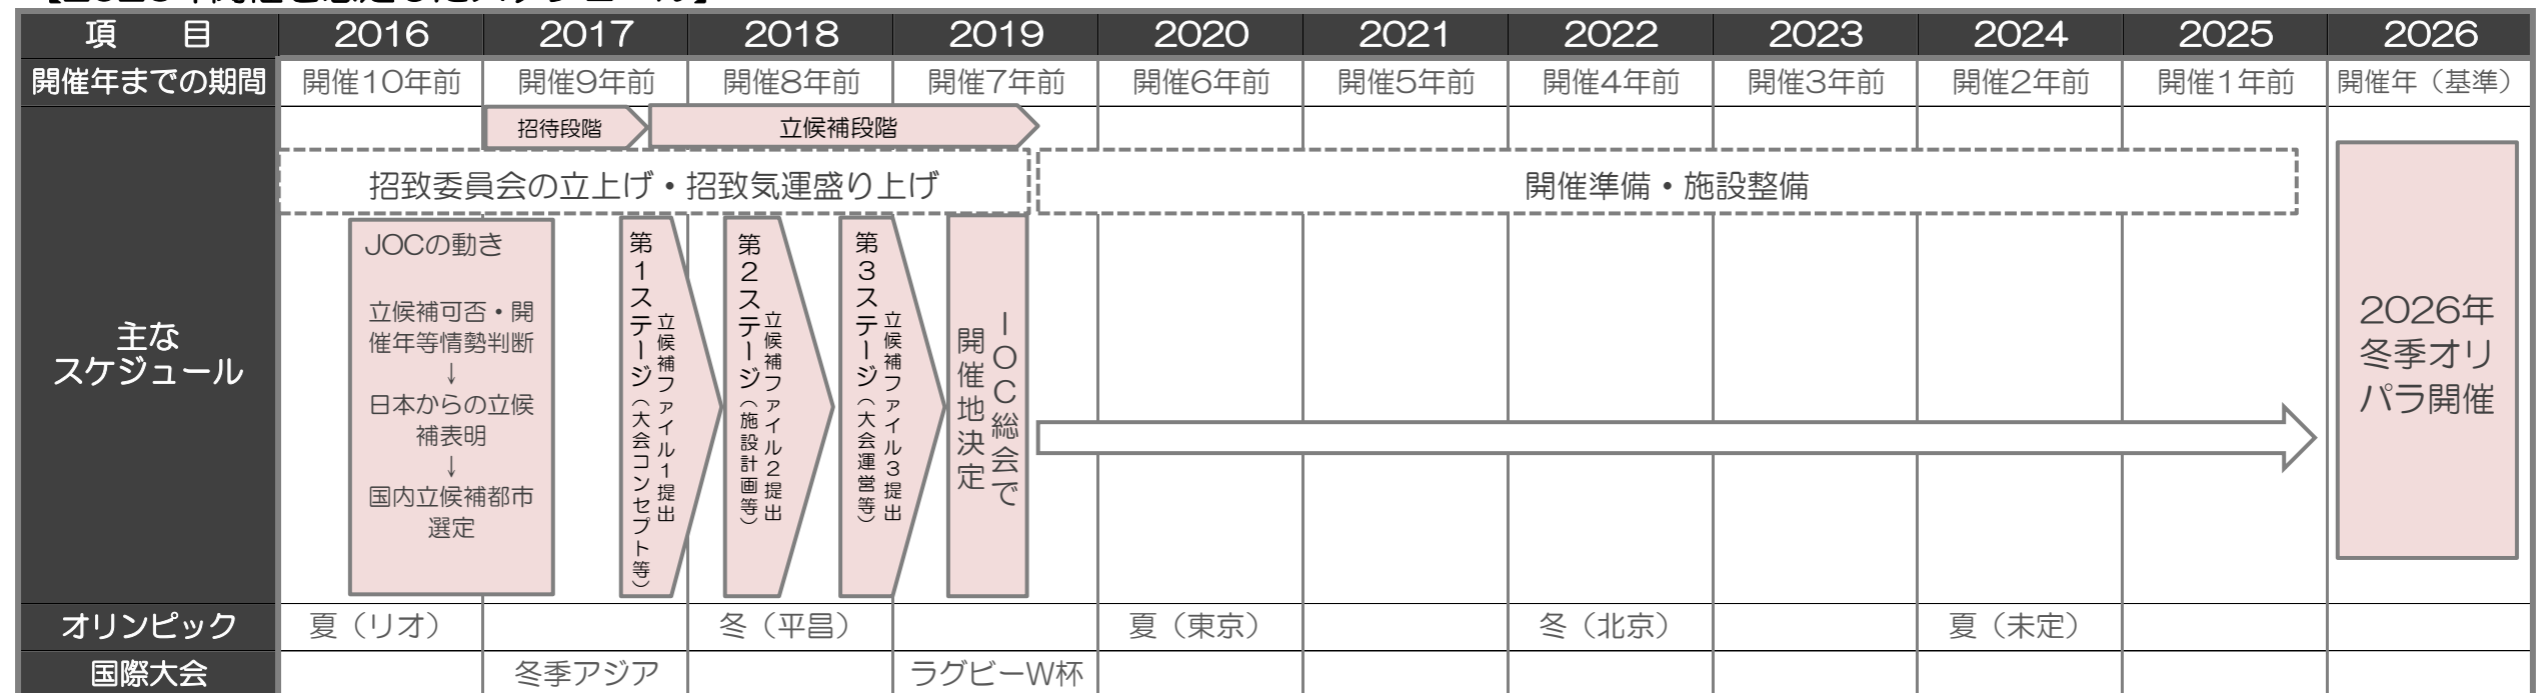 項　目 2016 2017 2018 2019 2020 2021 2022 2023 2024 2025 2026
開催年までの期間 開催10年前 開催9年前 開催8年前 開催7年前 開催6年前 開催5年前 開催4年前 開催3年前 開催2年前 開催1年前 開催年（基準）
招待段階 立候補段階
招致委員会の立上げ・招致気運盛り上げ 開催準備・施設整備
主な
スケジュール
JOCの動き
立候補可否・開
催年等情勢判断
↓
日本からの立候
補表明
↓
国内立候補都市
選定
第1ステージ（大会コンセプト等）
立候補ファイル1提出
第2ステージ（施設計画等）
立候補ファイル2提出
第3ステージ（大会運営等）
立候補ファイル3提出
IOC総会で
開催地決定
2026年
冬季オリ
パラ開催
オリンピック 夏（リオ） 冬（平昌） 夏（東京） 冬（北京） 夏（未定）
国際大会 冬季アジア ラグビーW杯